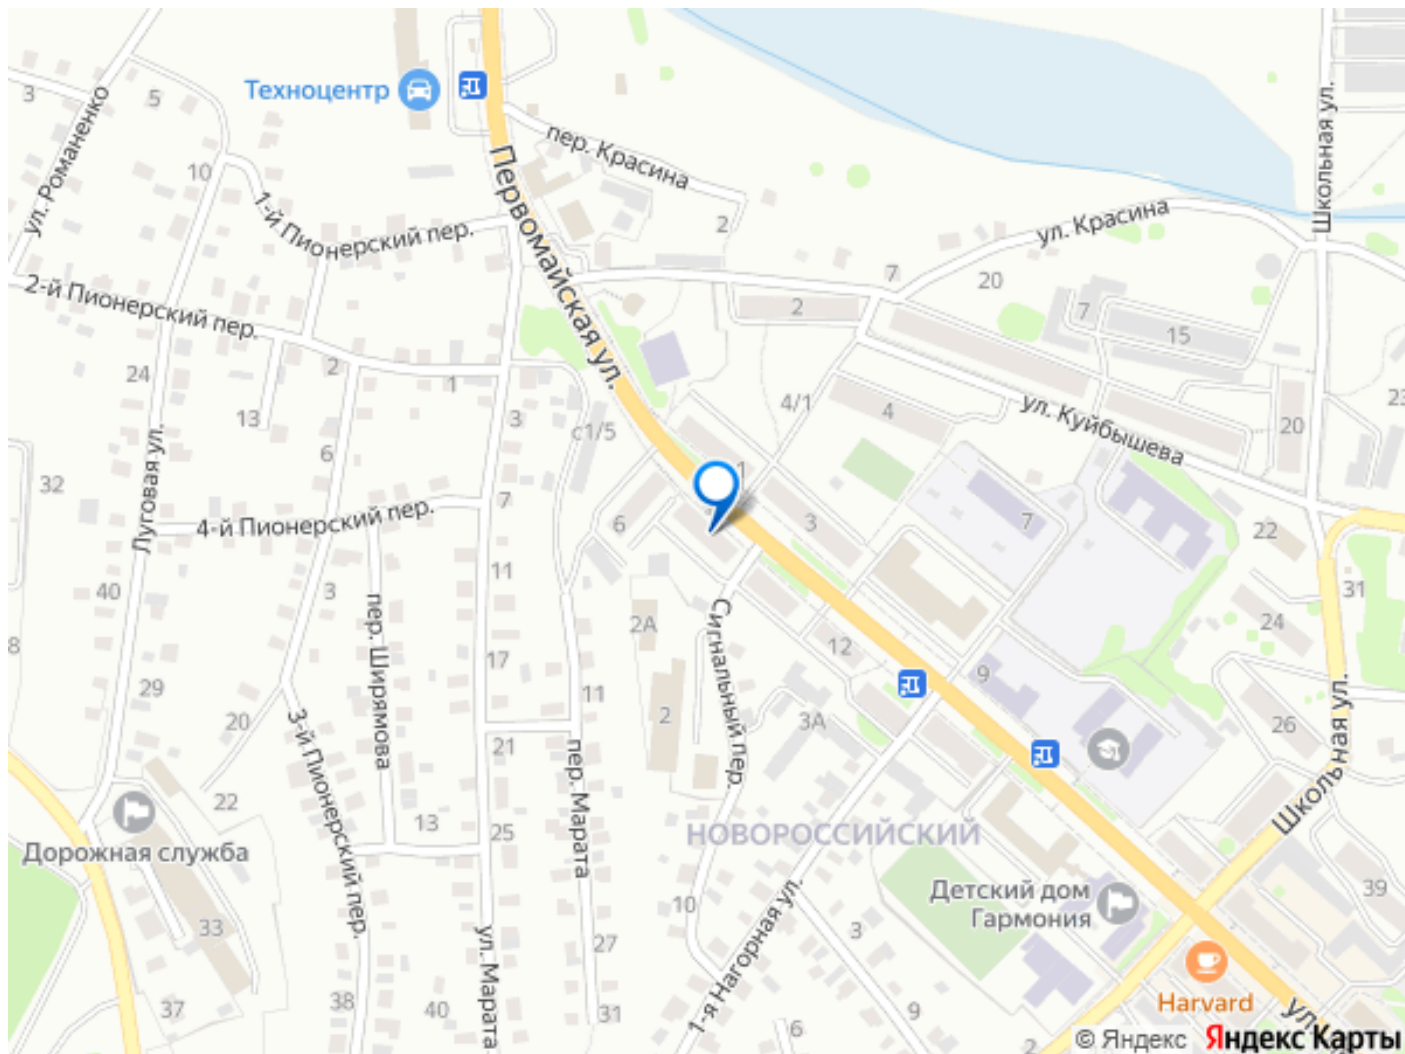 Техноцентр
3
5
ул. Романенко
10
1-й Пионерский пер.
пер. Красина
2
Первомайская ул.
Школьная ул.
ул. Красина
7
20
2-й Пионерский пер.
2
7
15
24
2
1
3
13
4/1
4
с1/5
20
23
ул. Куйбышева
6
32
Луговая ул.
1
7
4-й Пионерский пер.
6
3
7
22
11
40
3
пер. Ширямова
2А
Сигнальный пер.
12
31
24
8
17
9
29
11
20
2
3А
26
Школьная ул.
3-й Пионерский пер.
21
пер. Марата
22
13
25
НОВОРОССИЙСКИЙ
Дорожная служба
39
Детский дом
Гармония
10
1-я Нагорная ул.
33
27
3
ул. Марата
Harvard
37
38
40
31
6
9
2
ул
© Яндекс Яндекс Карты